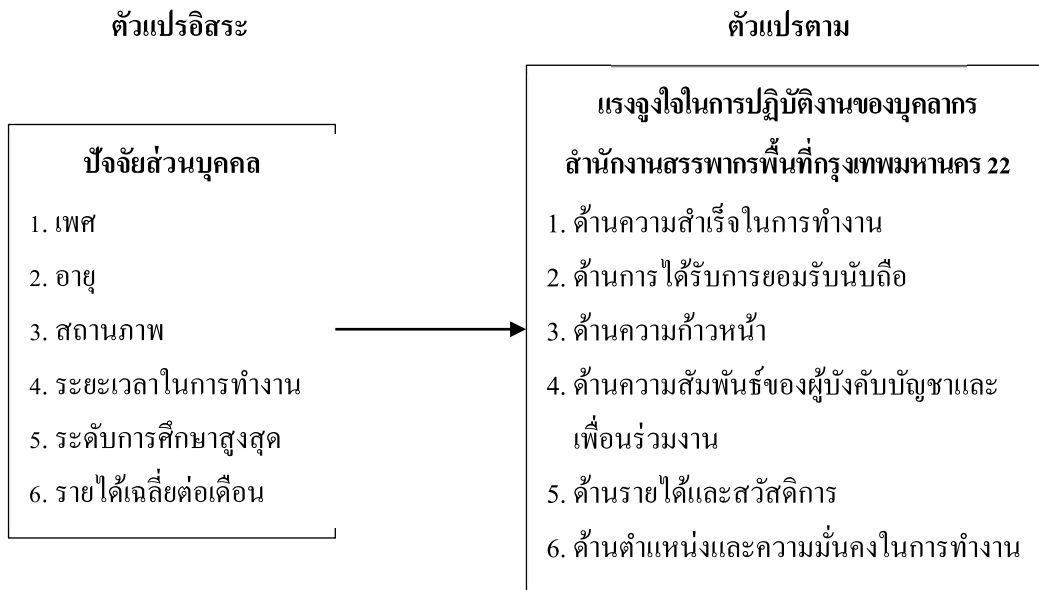 ตัวแปรอิสระ
ตัวแปรตาม
ปัจจัยส่วนบุคคล
1. เพศ
2. อายุ
3. สถานภาพ
4. ระยะเวลาในการทำงาน
5. ระดับการศึกษาสูงสุด
6. รายได้เฉลี่ยต่อเดือน
แรงจูงใจในการปฏิบัติงานของบุคลากร
สำนักงานสรรพากรพื้นที่กรุงเทพมหานคร 22
1. ด้านความสำเร็จในการทำงาน
2. ด้านการได้รับการยอมรับนับถือ
3. ด้านความก้าวหน้า
4. ด้านความสัมพันธ์ของผู้บังคับบัญชาและ
เพื่อนร่วมงาน
5. ด้านรายได้และสวัสดิการ
6. ด้านตำแหน่งและความมั่นคงในการทำงาน